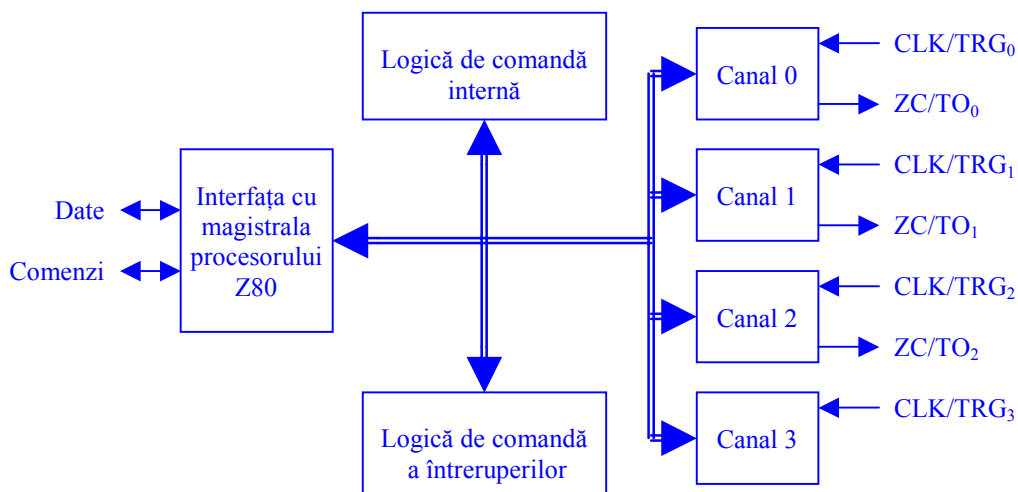 Logică de comandă
internă
Interfața cu
magistrala
procesorului
Z80
Date
Comenzi
Logică de comandă
a întreruperilor
Canal 0
CLK/TRG₀
ZC/TO₀
Canal 1
CLK/TRG₁
ZC/TO₁
Canal 2
CLK/TRG₂
ZC/TO₂
Canal 3
CLK/TRG₃